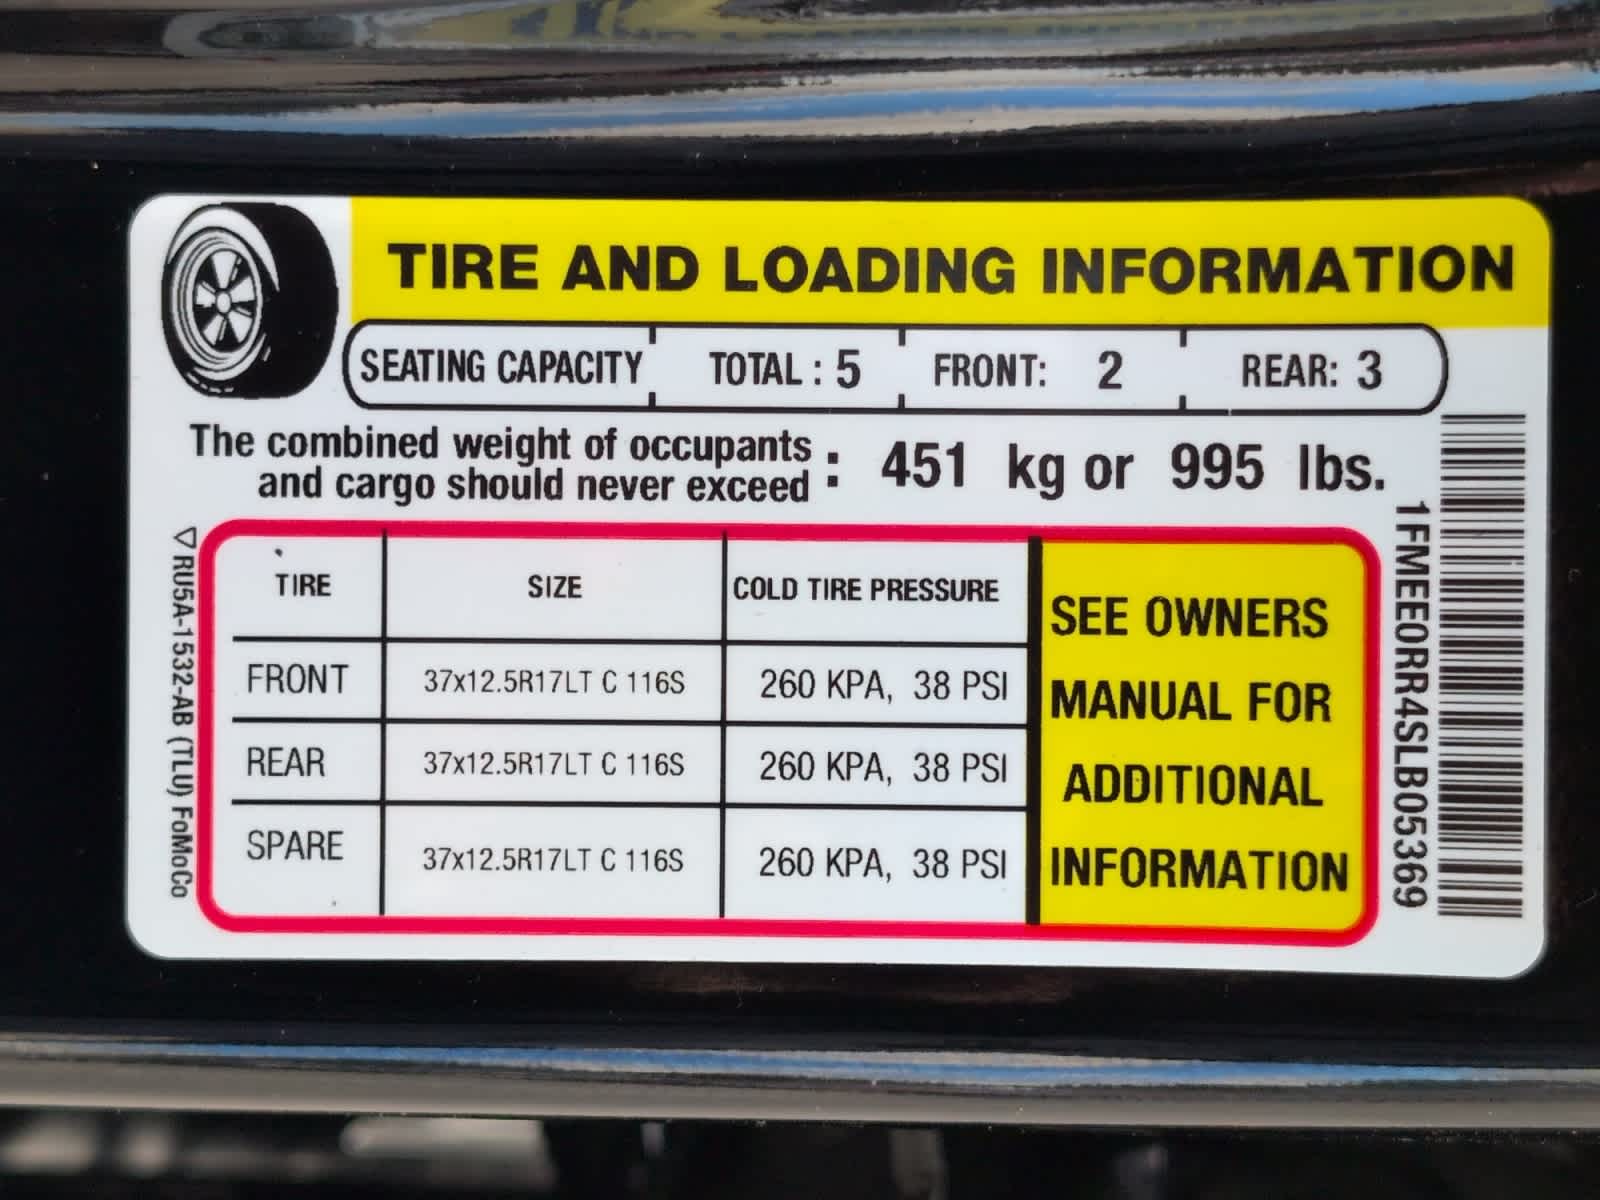 TIRE AND LOADING INFORMATION
SEATING CAPACITY TOTAL : 5 FRONT: 2 REAR: 3
The combined weight of occupants
and cargo should never exceed : 451 kg or 995 lbs.
TIRE SIZE COLD TIRE PRESSURE
FRONT 37x12.5R17LT C 116S 260 KPA, 38 PSI
REAR 37x12.5R17LT C 116S 260 KPA, 38 PSI
SPARE 37x12.5R17LT C 116S 260 KPA, 38 PSI
SEE OWNERS
MANUAL FOR
ADDITIONAL
INFORMATION
RU5A-1532-AB (TLU) FoMoCo
1FMEE0RR4SLB05369